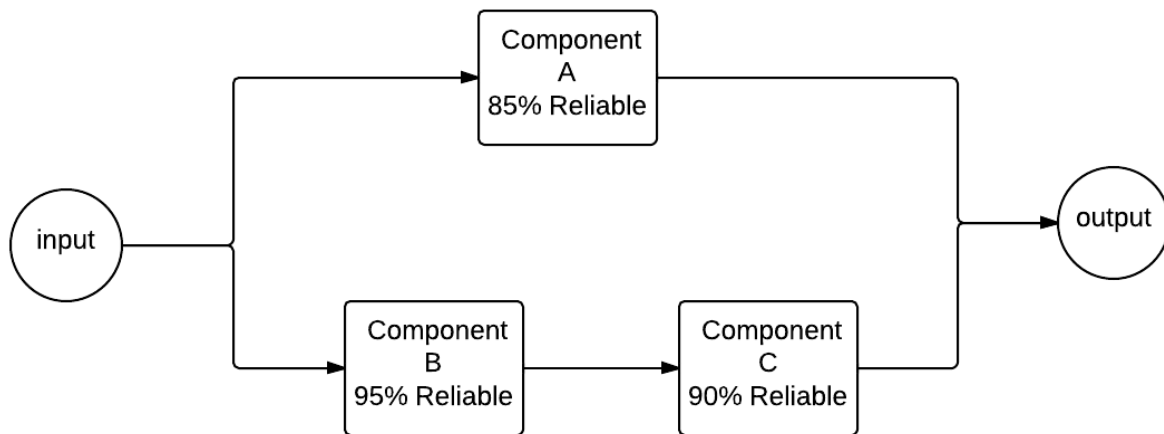 Component
A
85% Reliable
input
output
Component
B
95% Reliable
Component
C
90% Reliable